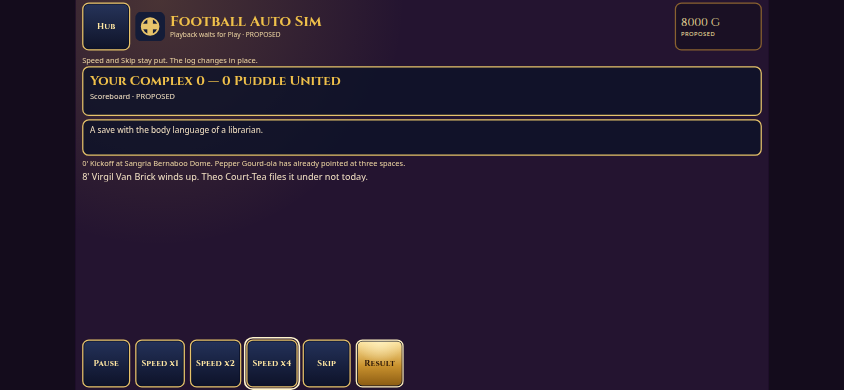 Hub
Football Auto Sim
Playback waits for Play · PROPOSED
8000 G
PROPOSED
Speed and Skip stay put. The log changes in place.
Your Complex 0 — 0 Puddle United
Scoreboard · PROPOSED
A save with the body language of a librarian.
0' Kickoff at Sangria Bernaboo Dome. Pepper Gourd-ola has already pointed at three spaces.
8' Virgil Van Brick winds up. Theo Court-Tea files it under not today.
Pause
Speed x1
Speed x2
Speed x4
Skip
Result